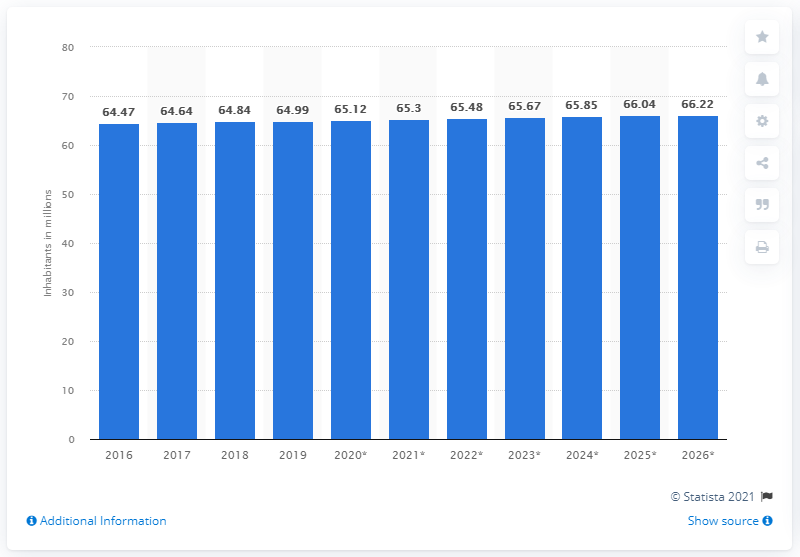 80
70
60
50
40
30
20
10
0
Inhabitants in millions
64.47 64.64 64.84 64.99 65.12 65.3 65.48 65.67 65.85 66.04 66.22
2016 2017 2018 2019 2020* 2021* 2022* 2023* 2024* 2025* 2026*
© Statista 2021
Additional Information
Show source